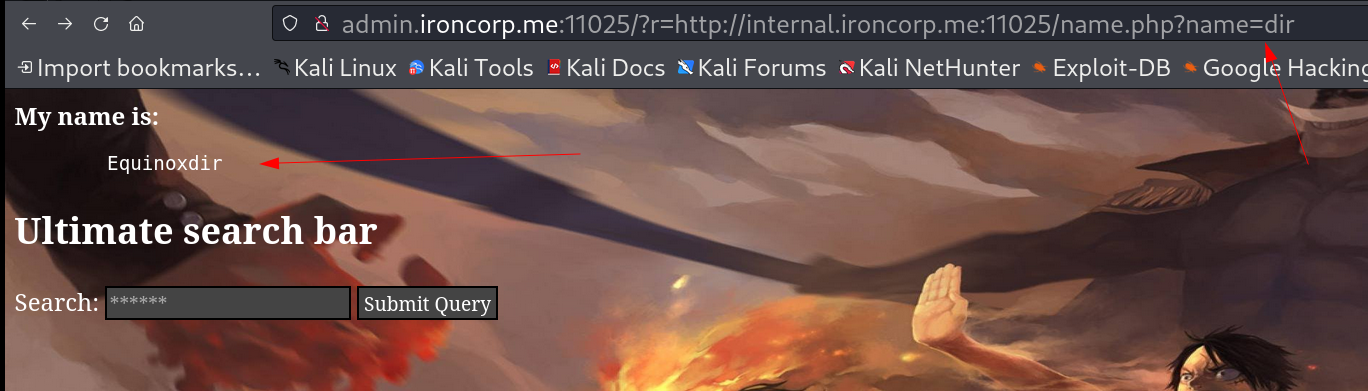 admin.ironcorp.me:11025/?r=http://internal.ironcorp.me:11025/name.php?name=dir
Import bookmarks... Kali Linux Kali Tools Kali Docs Kali Forums Kali NetHunter Exploit-DB Google Hacking
My name is:
Equinoxdir
Ultimate search bar
Search: ****** Submit Query